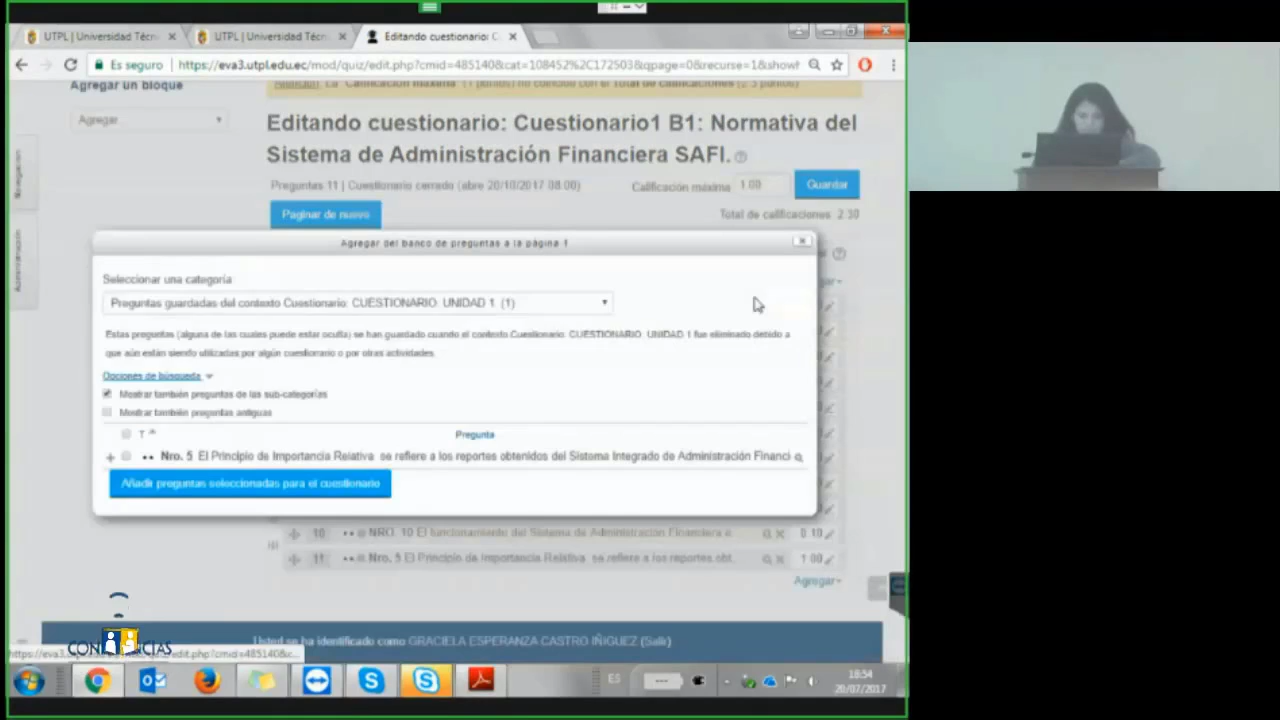 UTPL | Universidad Técni
UTPL | Universidad Técni
Editando cuestionario: C
Es seguro
https://eva3.utpl.edu.ec/mod/quiz/edit.php?cmid=485140&cat=108452%2C172503&qpage=0&recurse=1&showh
Agregar un bloque
Agregar
Editando cuestionario: Cuestionario1 B1: Normativa del
Sistema de Administración Financiera SAFI.
Preguntas 11 | Cuestionario cerrado (abre 20/10/2017 08:00)
Calificación máxima 1.00
Guardar
Paginar de nuevo
Total de calificaciones 2.30
Navegación
Administración
Agregar del banco de preguntas a la página 1
Seleccionar una categoría:
Preguntas guardadas del contexto Cuestionario: CUESTIONARIO UNIDAD 1 (1)
Estas preguntas (alguna de las cuales puede estar oculta) se han guardado cuando el contexto Cuestionario: CUESTIONARIO UNIDAD 1 fue eliminado debido a
que aún están siendo utilizadas por algún cuestionario o por otras actividades.
Opciones de búsqueda
Mostrar también preguntas de las sub-categorías
Mostrar también preguntas antiguas
T
Pregunta
Nro. 5 El Principio de Importancia Relativa se refiere a los reportes obtenidos del Sistema Integrado de Administración Financi
Añadir preguntas seleccionadas para el cuestionario
10 NRO. 10 El funcionamiento del Sistema de Administración Financiera e 0.10
11 Nro. 5 El Principio de Importancia Relativa se refiere a los reportes obt. 1.00
Agregar
Usted se ha identificado como GRACIELA ESPERANZA CASTRO IÑIGUEZ (Salir)
ES
18:54
20/07/2017